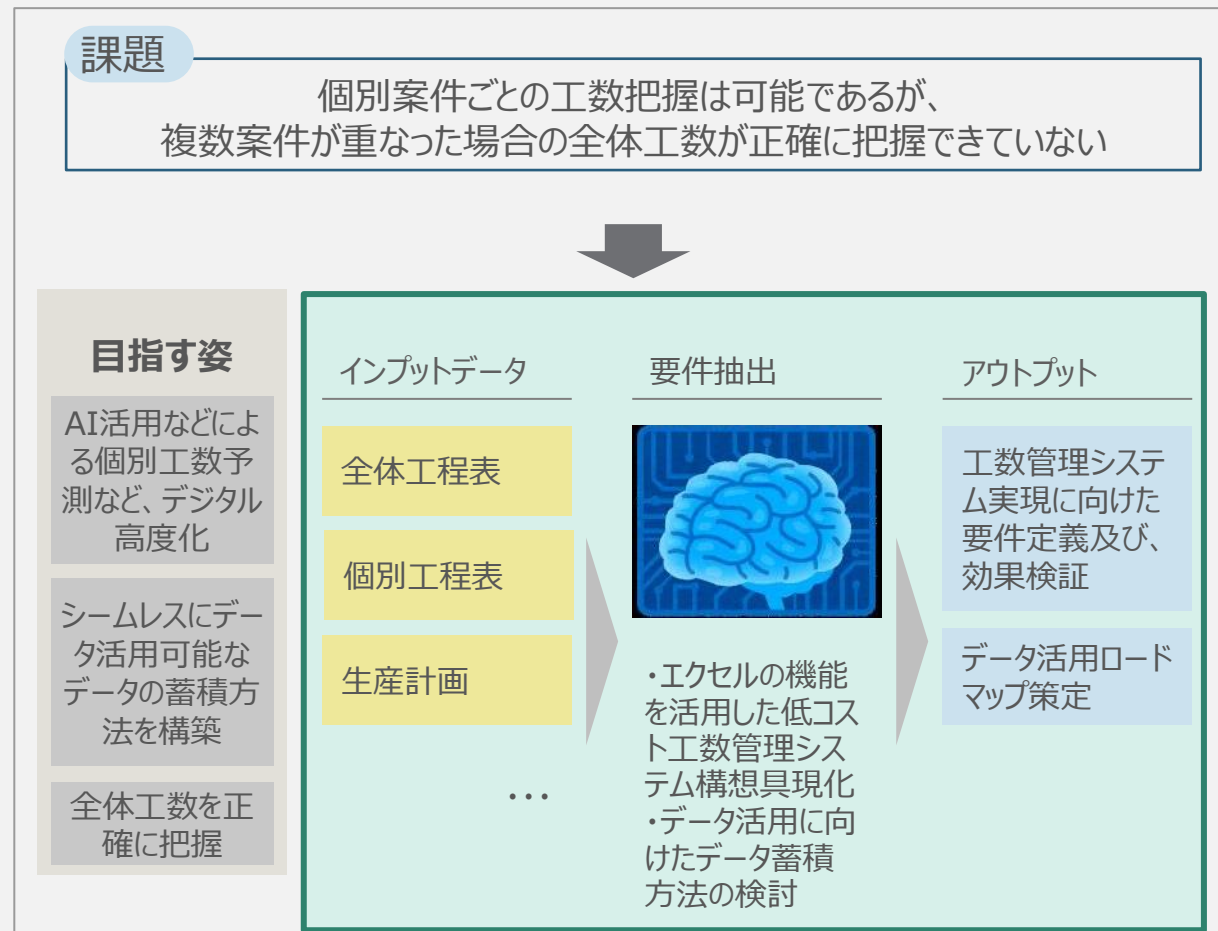 課題
個別案件ごとの工数把握は可能であるが、
複数案件が重なった場合の全体工数が正確に把握できていない
目指す姿
AI活用などによ
る個別工数予
測など、デジタル
高度化
シームレスにデー
タ活用可能な
データの蓄積方
法を構築
全体工数を正
確に把握
インプットデータ
全体工程表
個別工程表
生産計画
…
要件抽出
・エクセルの機能
を活用した低コス
ト工数管理シス
テム構想具現化
・データ活用に向
けたデータ蓄積
方法の検討
アウトプット
工数管理システ
ム実現に向けた
要件定義及び、
効果検証
データ活用ロード
マップ策定